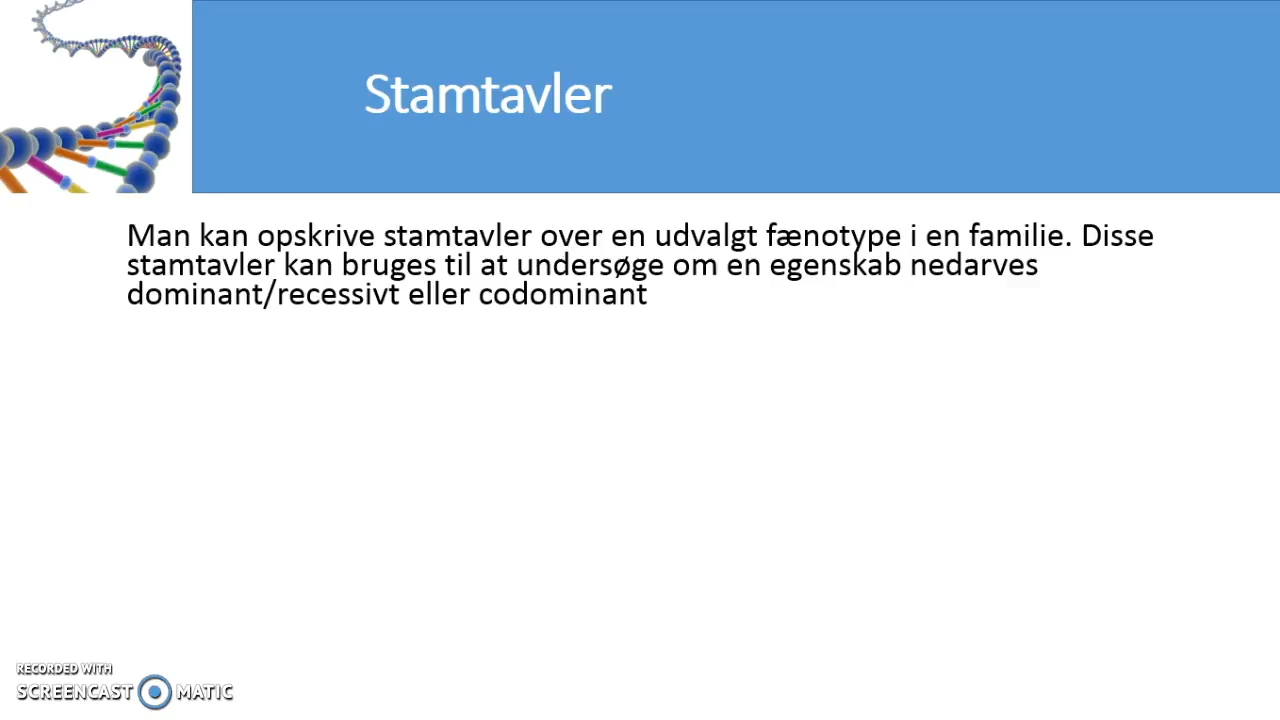 Stamtavler
Man kan opskrive stamtavler over en udvalgt fænotype i en familie. Disse
stamtavler kan bruges til at undersøge om en egenskab nedarves
dominant/recessivt eller codominant
RECORDED WITH
SCREENCAST MATIC